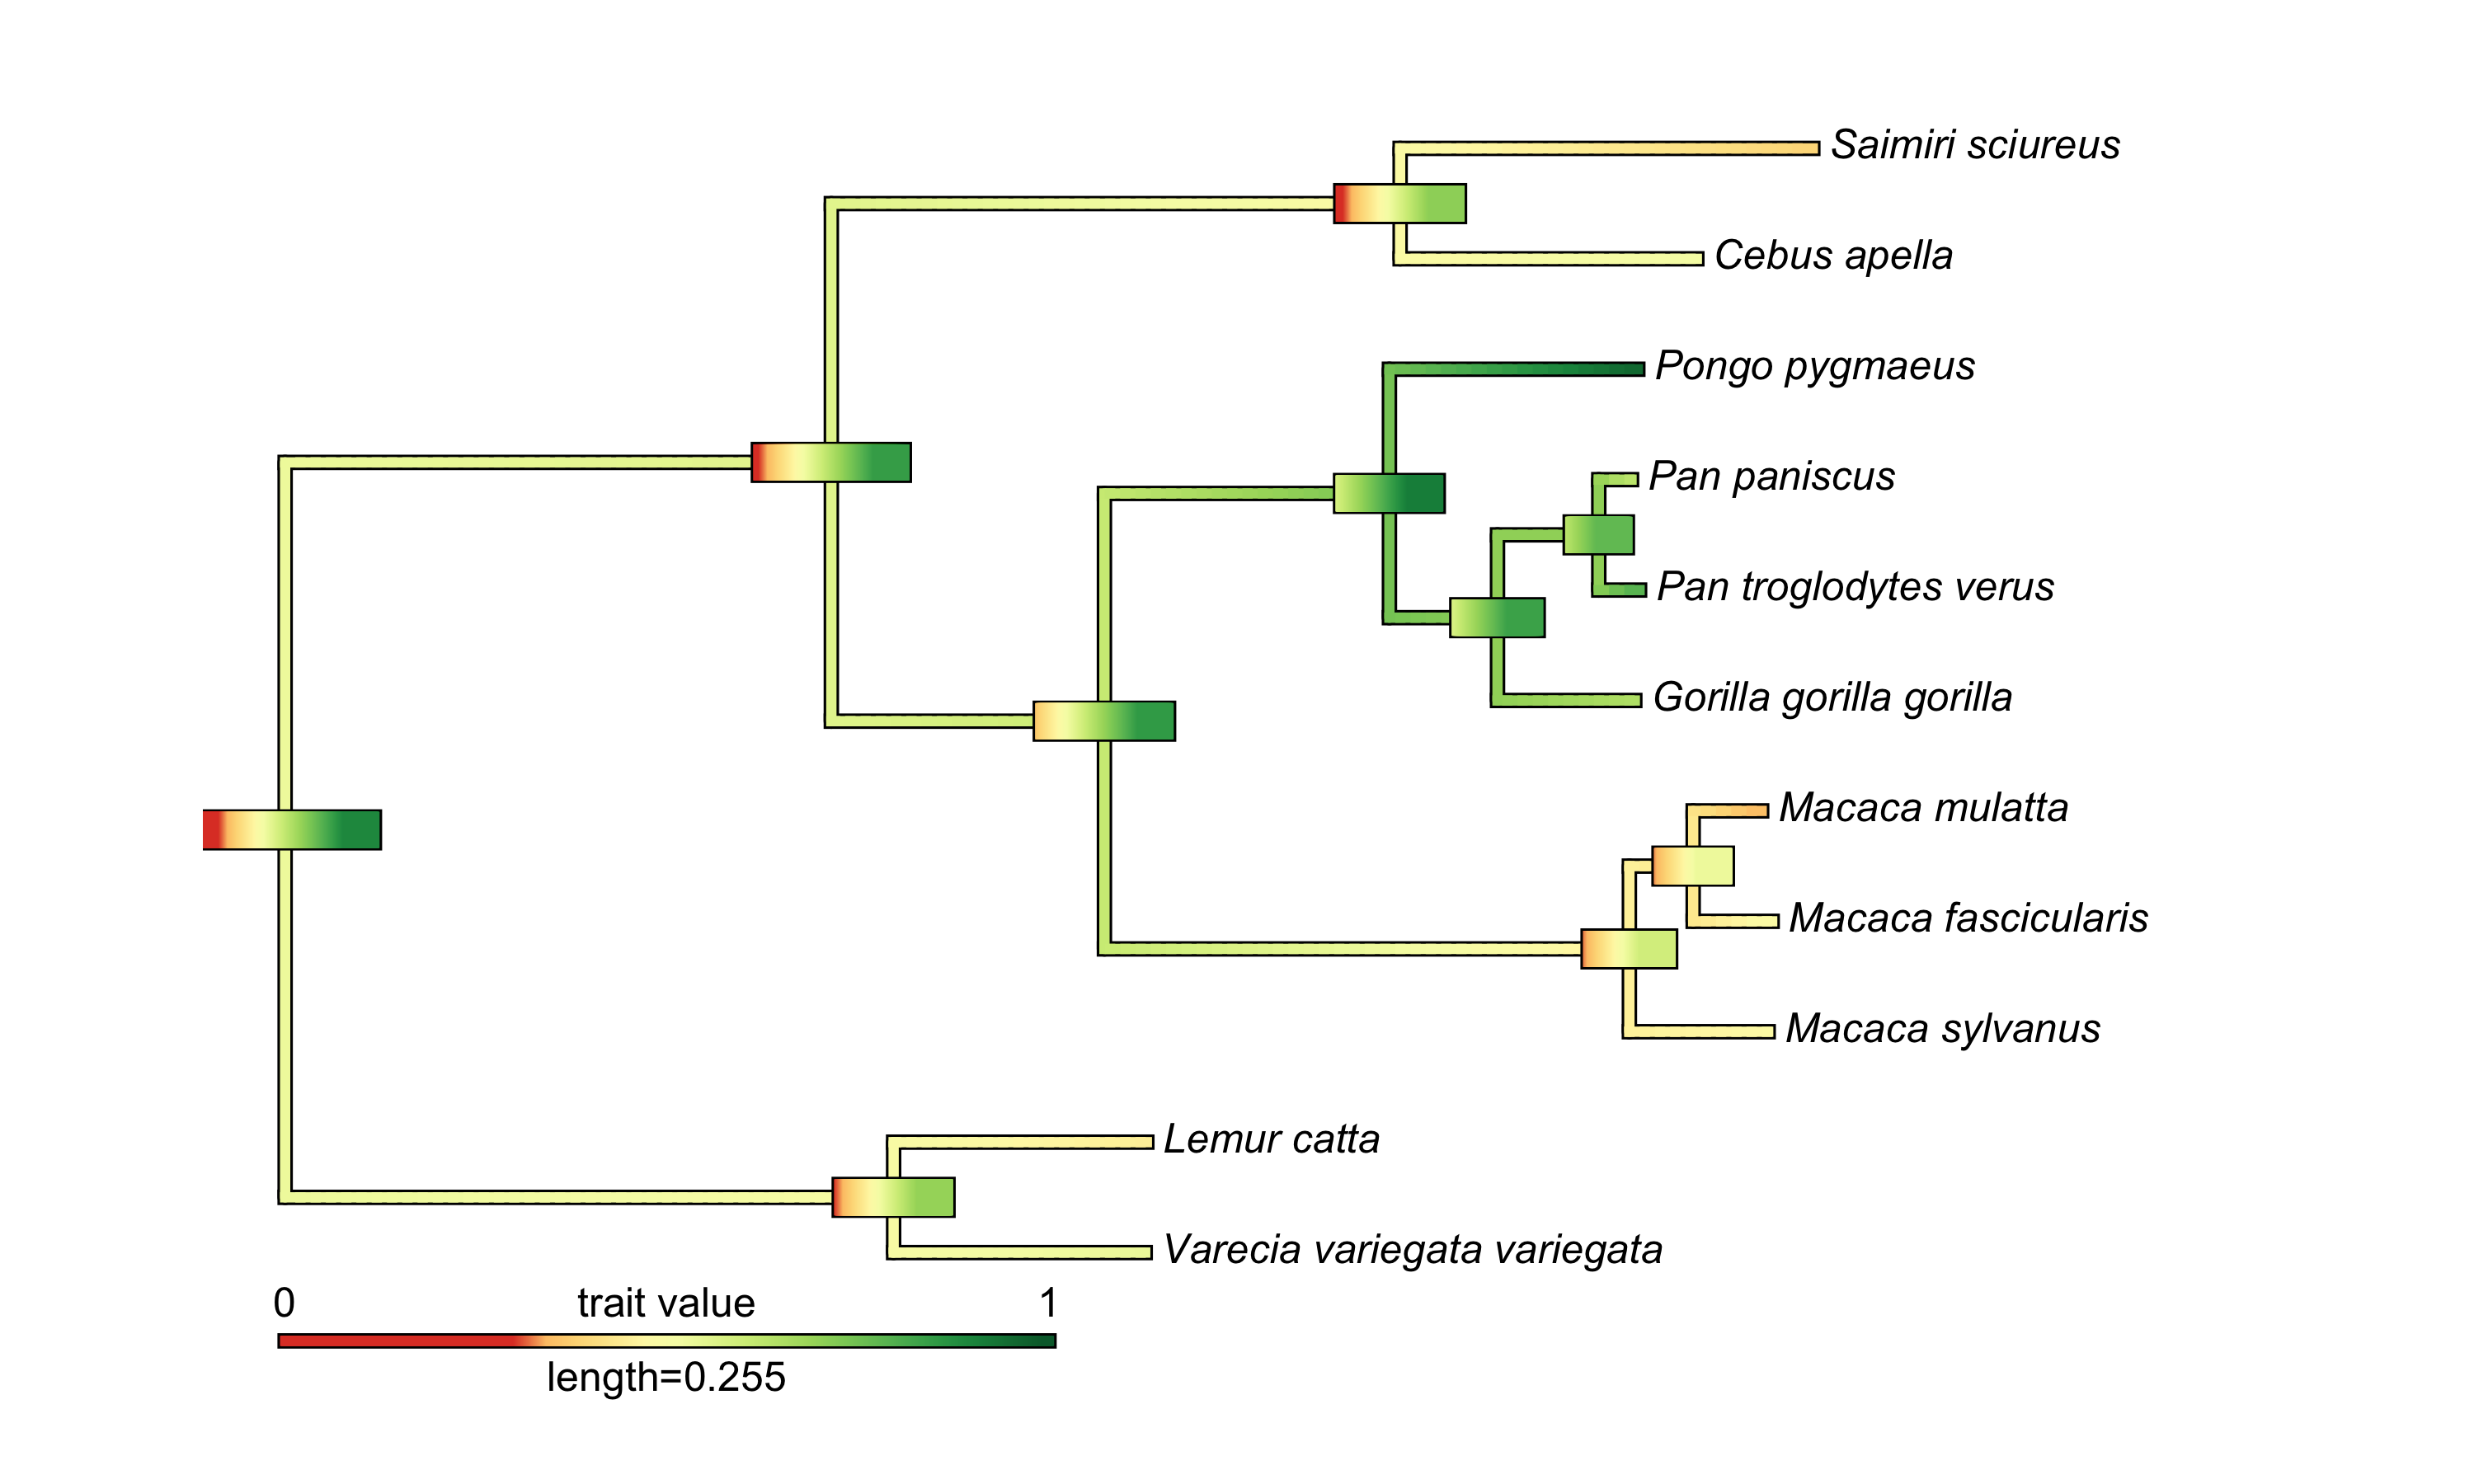 Saimiri sciureus
Cebus apella
Pongo pygmaeus
Pan paniscus
Pan troglodytes verus
Gorilla gorilla gorilla
Macaca mulatta
Macaca fascicularis
Macaca sylvanus
Lemur catta
Varecia variegata variegata
0 trait value 1
length=0.255